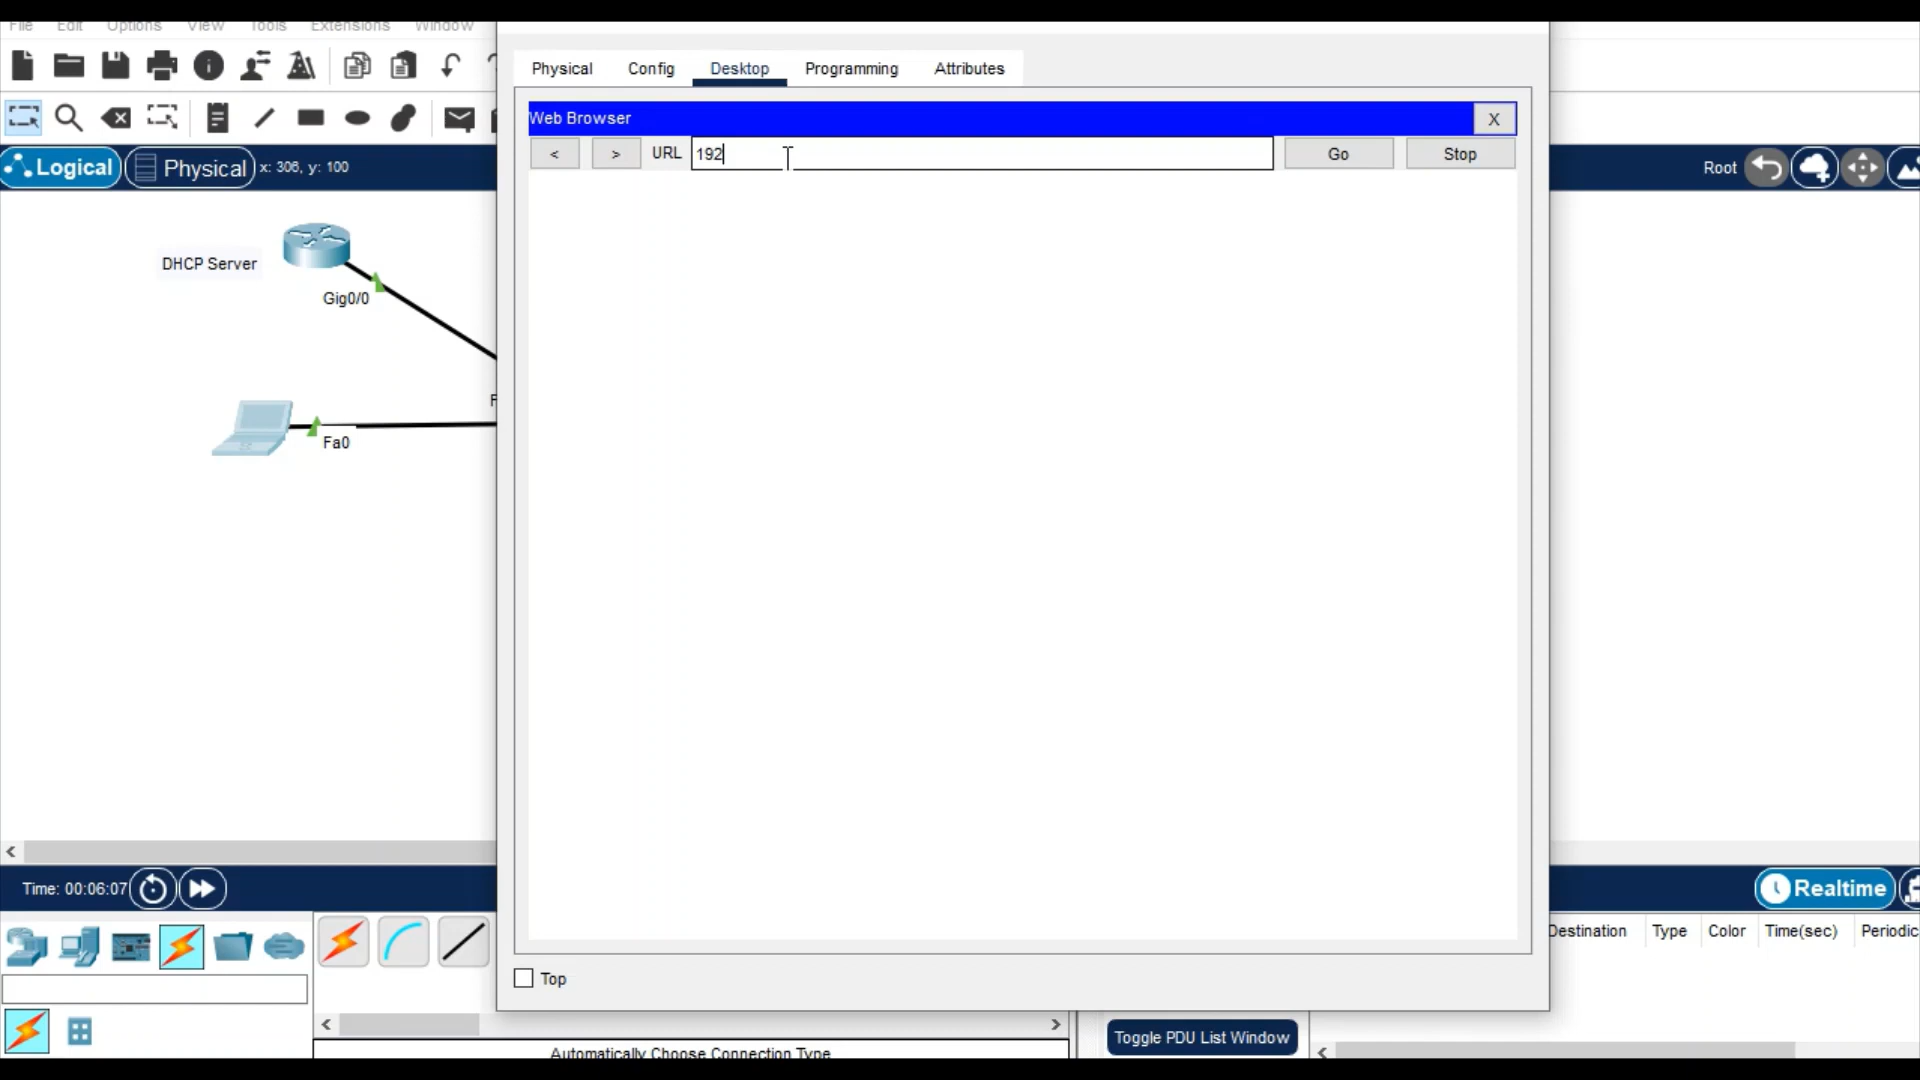 File Edit Options View Tools Extensions Window
Physical Config Desktop Programming Attributes
Web Browser X
< > URL 192 Go Stop
Logical Physical x: 306, y: 100 Root
DHCP Server
Gig0/0
F
Fa0
Time: 00:06:07 Realtime
Destination Type Color Time(sec) Periodic
Top
Toggle PDU List Window
Automatically Choose Connection Type